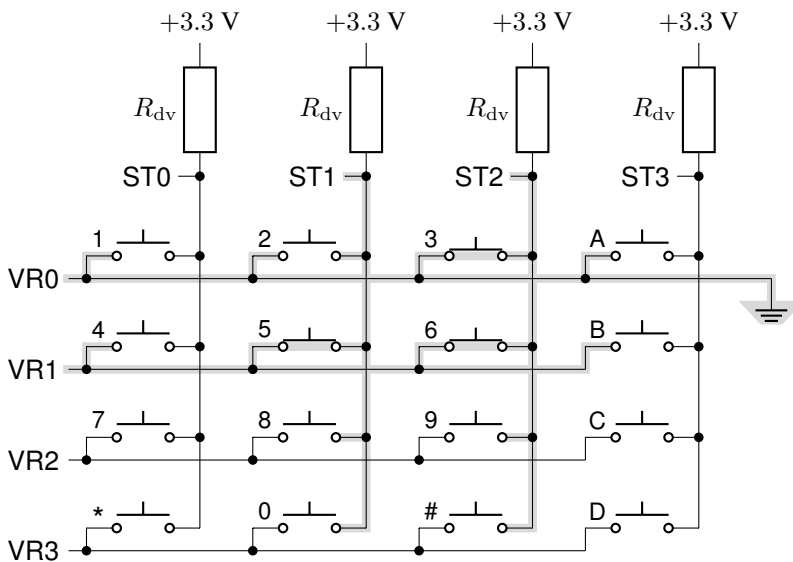 +3.3 V +3.3 V +3.3 V +3.3 V
R_dv R_dv R_dv R_dv
ST0 ST1 ST2 ST3
1 2 3 A
VR0
4 5 6 B
VR1
7 8 9 C
VR2
* 0 # D
VR3